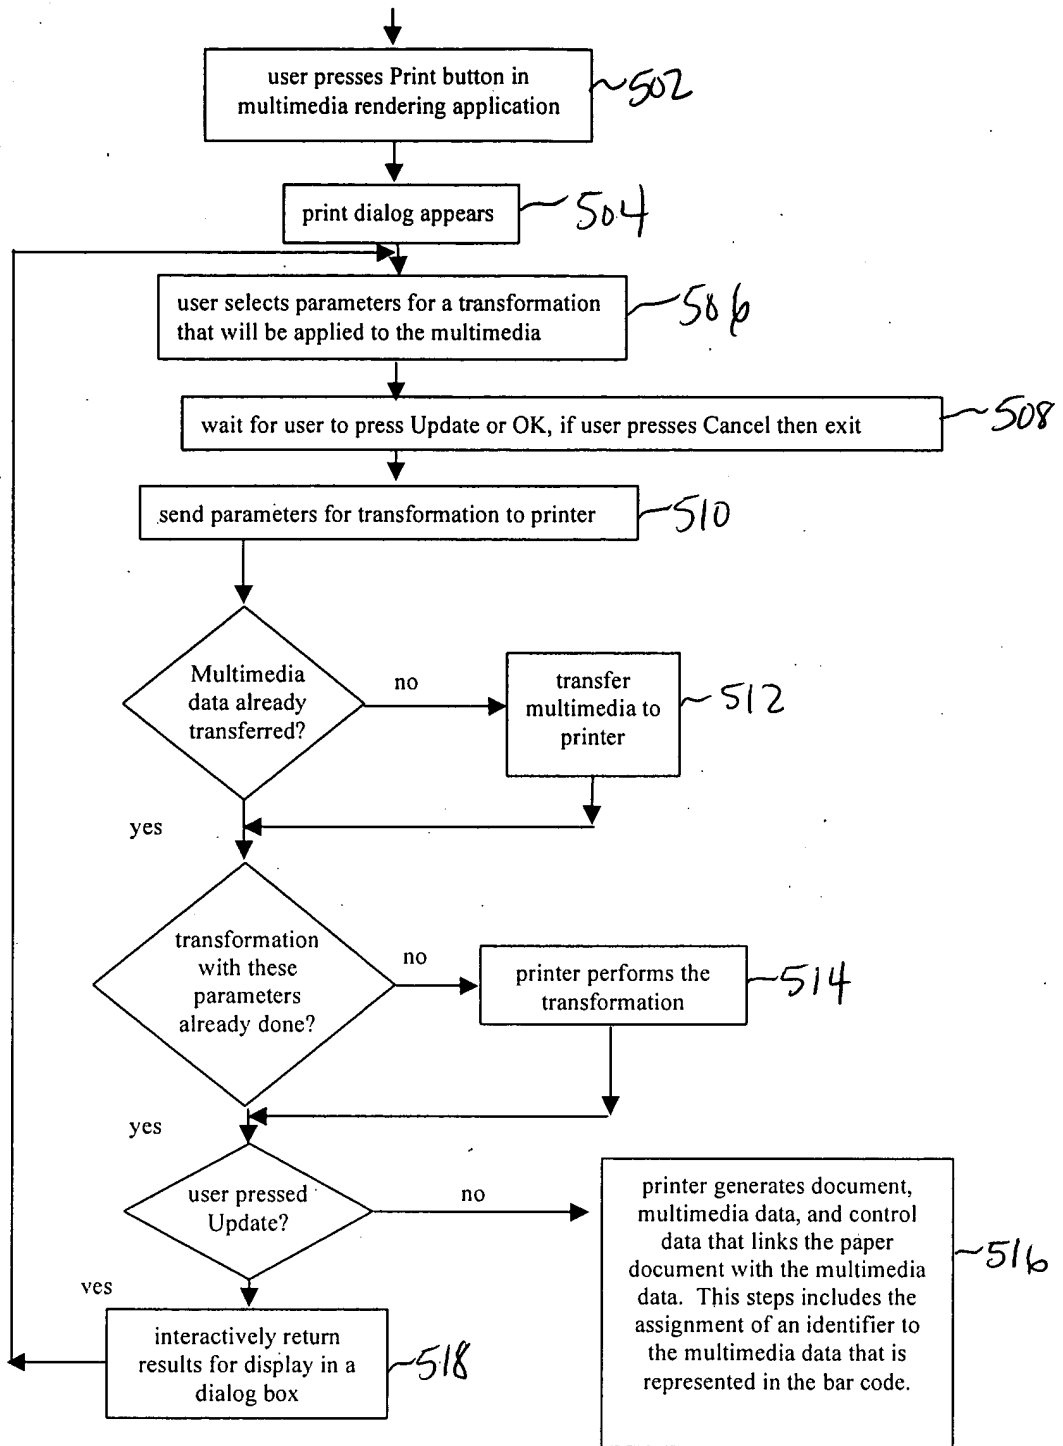 user presses Print button in
multimedia rendering application
502
print dialog appears
504
user selects parameters for a transformation
that will be applied to the multimedia
506
wait for user to press Update or OK, if user presses Cancel then exit
508
send parameters for transformation to printer
510
Multimedia
data already
transferred?
no
transfer
multimedia to
printer
512
yes
transformation
with these
parameters
already done?
no
printer performs the
transformation
514
yes
user pressed
Update?
no
printer generates document,
multimedia data, and control
data that links the paper
document with the multimedia
data. This steps includes the
assignment of an identifier to
the multimedia data that is
represented in the bar code.
516
yes
interactively return
results for display in a
dialog box
518